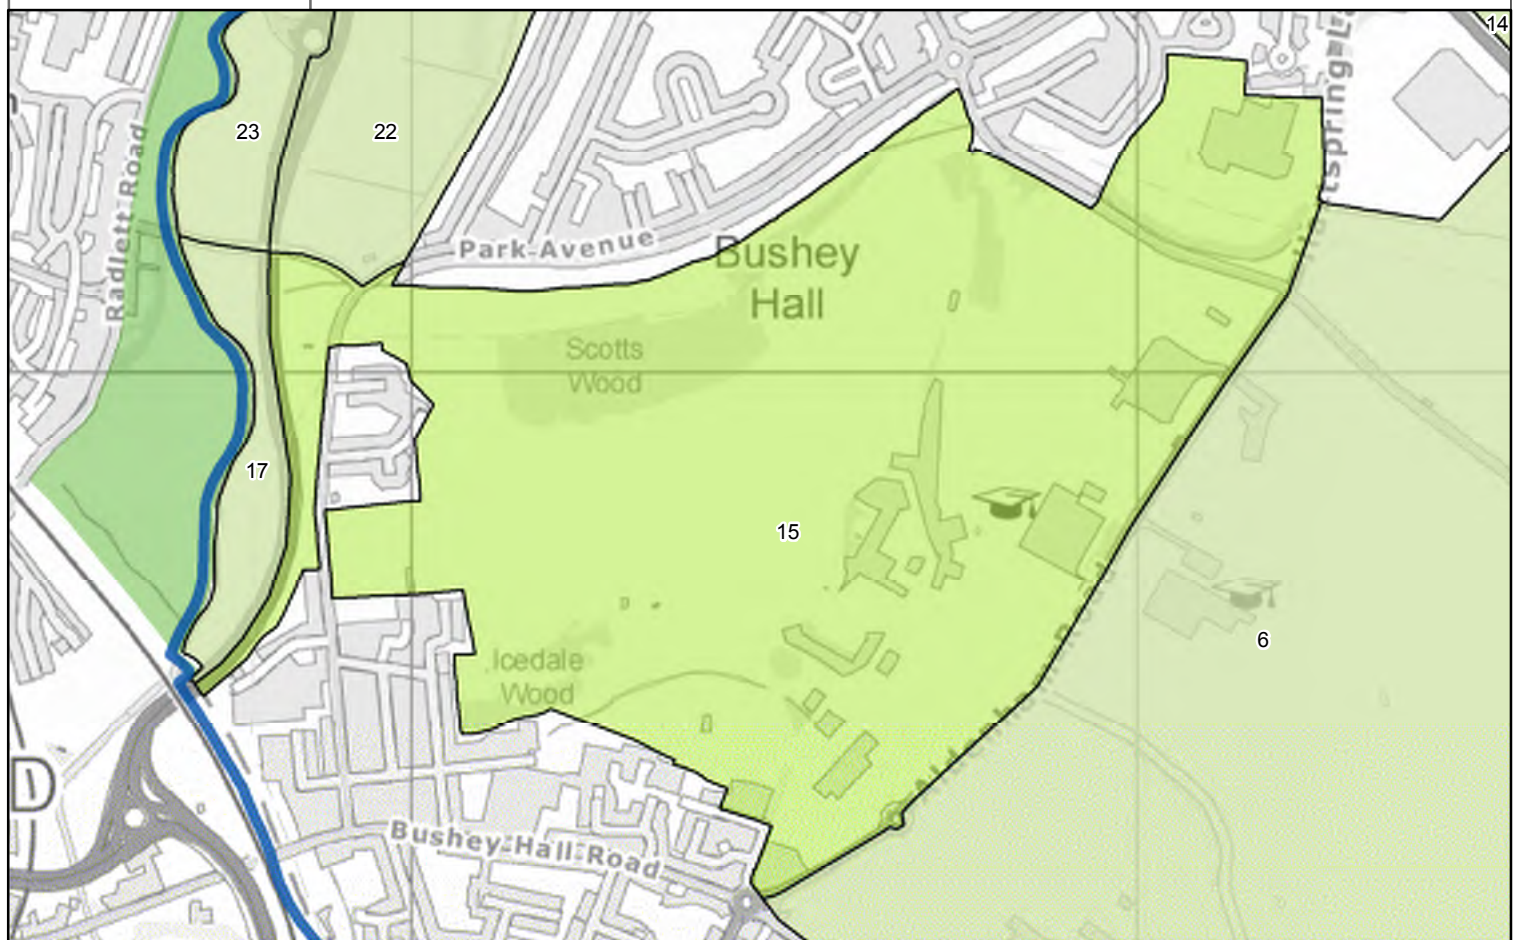 14
23
22
Radlett Road
Park Avenue
Bushey
Hall
Scotts
Wood
17
15
6
Icedale
Wood
D
Bushey Hall Road